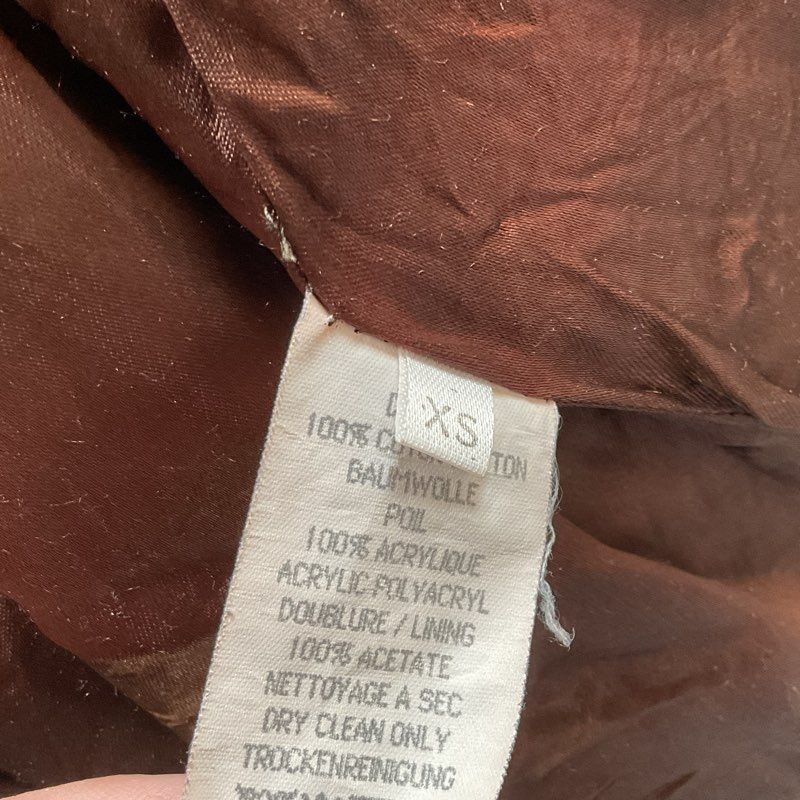 XS
100% COTON COTTON
BAUMWOLLE
POIL
100% ACRYLIQUE
ACRYLIC-POLYACRYL
DOUBLURE / LINING
100% ACETATE
NETTOYAGE A SEC
DRY CLEAN ONLY
TROCKENREINIGUNG